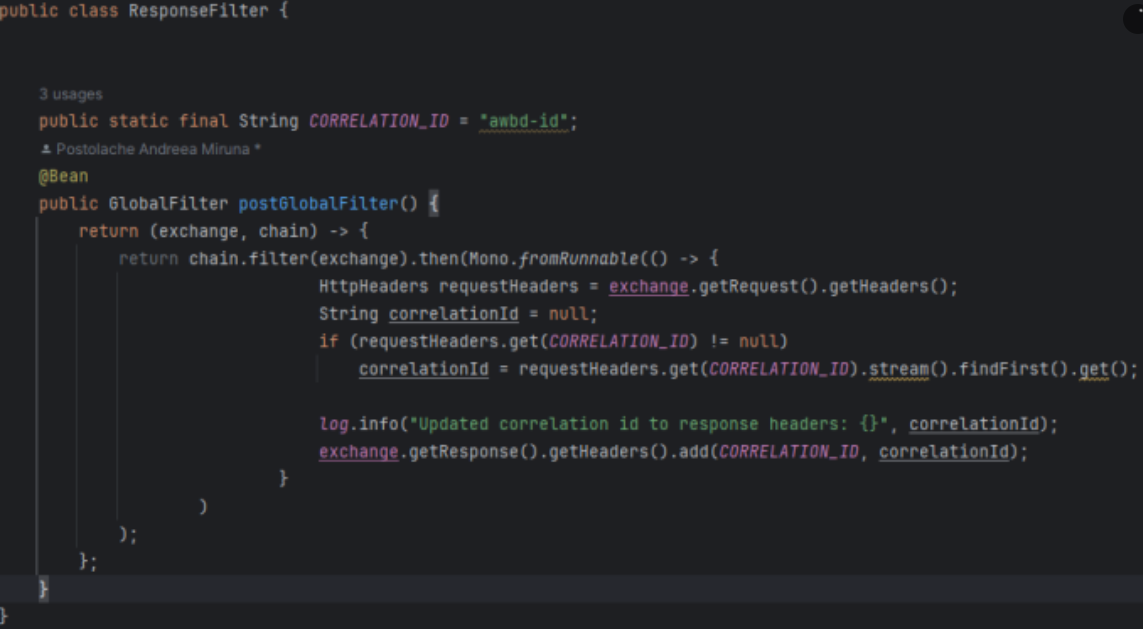 public class ResponseFilter {
3 usages
public static final String CORRELATION_ID = "awbd-id";
Postolache Andreea Miruna *
@Bean
public GlobalFilter postGlobalFilter() {
return (exchange, chain) -> {
return chain.filter(exchange).then(Mono.fromRunnable(() -> {
HttpHeaders requestHeaders = exchange.getRequest().getHeaders();
String correlationId = null;
if (requestHeaders.get(CORRELATION_ID) != null)
correlationId = requestHeaders.get(CORRELATION_ID).stream().findFirst().get();
log.info("Updated correlation id to response headers: {}", correlationId);
exchange.getResponse().getHeaders().add(CORRELATION_ID, correlationId);
}
)
);
};
}
}